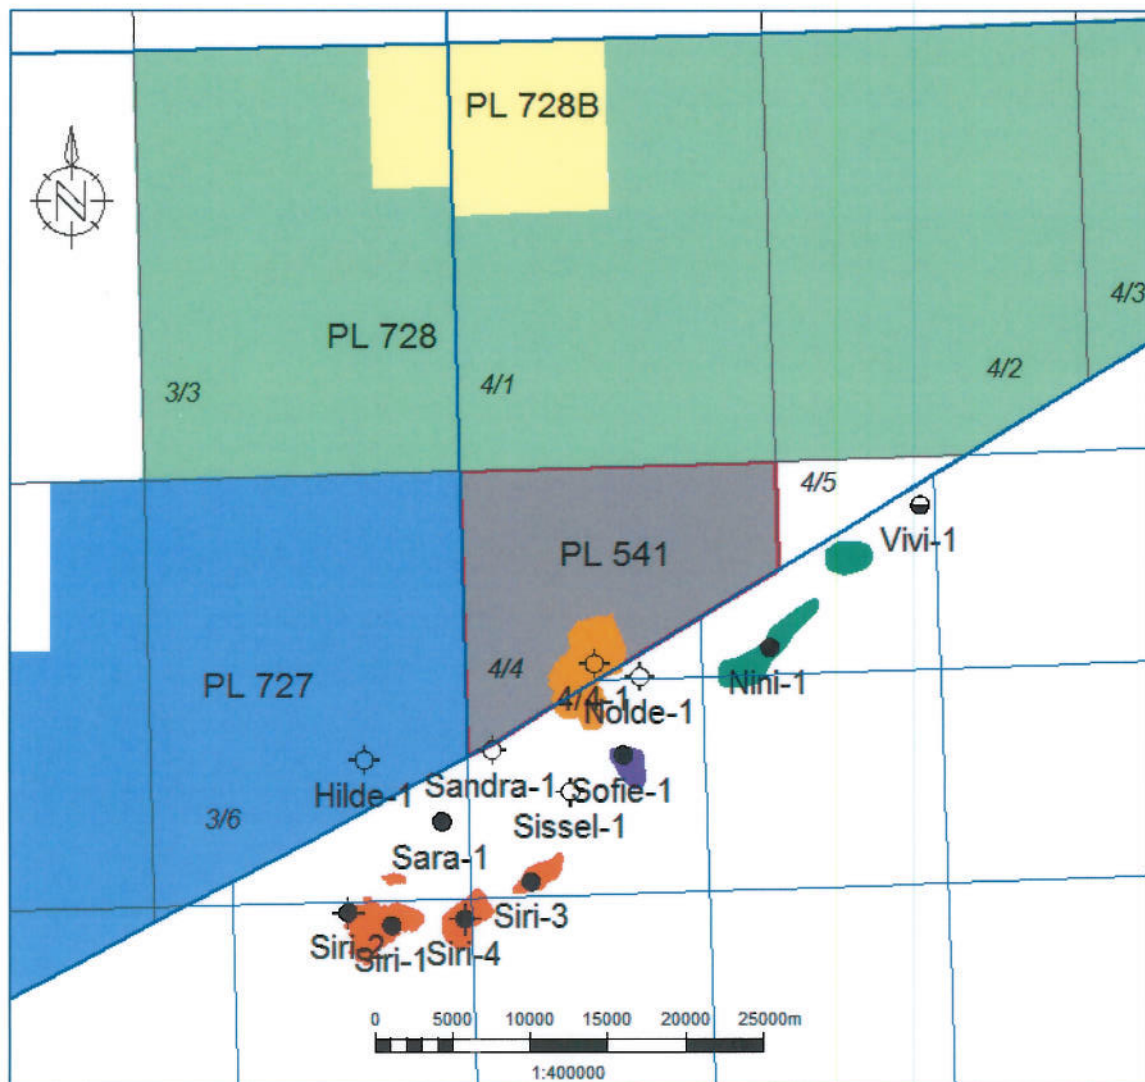 PL 728B
N
4/3
PL 728
4/2
3/3
4/1
4/5
Vivi-1
PL 541
4/4
PL 727
Nini-1
4/4-1
Nolde-1
Sandra-1
Sofie-1
Hilde-1
3/6
Sissel-1
Sara-1
Siri-3
Siri-2
Siri-1
Siri-4
0 5000 10000 15000 20000 25000m
1:400000